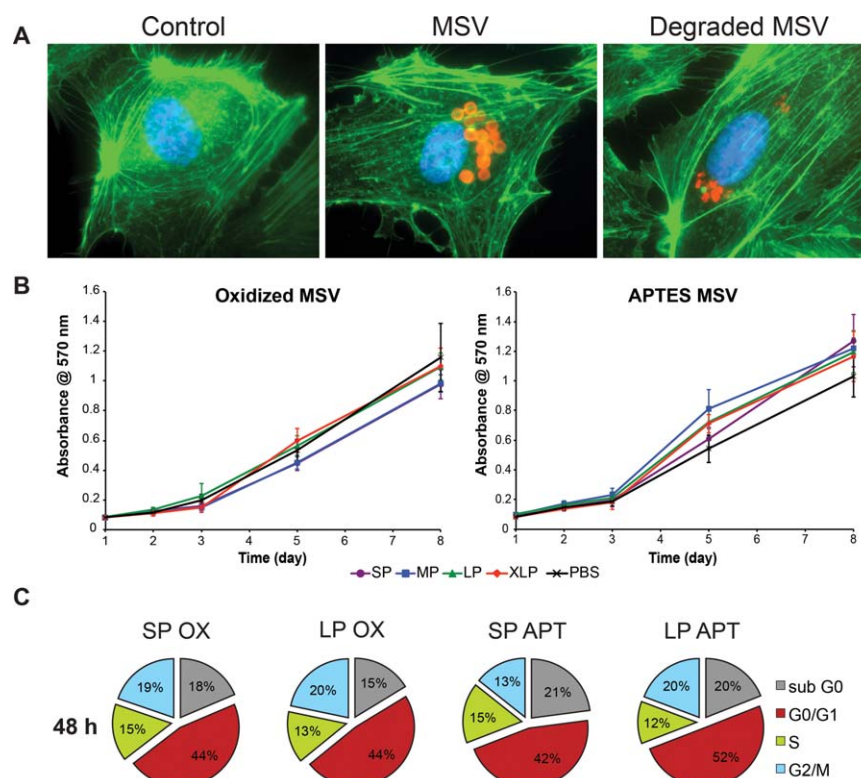 A
Control
MSV
Degraded MSV
B
Oxidized MSV
Absorbance @ 570 nm
1.6
1.4
1.2
1
0.8
0.6
0.4
0.2
0
1 2 3 4 5 6 7 8
Time (day)
APTES MSV
Absorbance @ 570 nm
1.6
1.4
1.2
1
0.8
0.6
0.4
0.2
0
1 2 3 4 5 6 7 8
Time (day)
SP MP LP XLP PBS
C
SP OX
LP OX
SP APT
LP APT
48 h
19% 18% 15% 44%
20% 15% 13% 44%
13% 21% 15% 42%
20% 20% 12% 52%
sub G0
G0/G1
S
G2/M